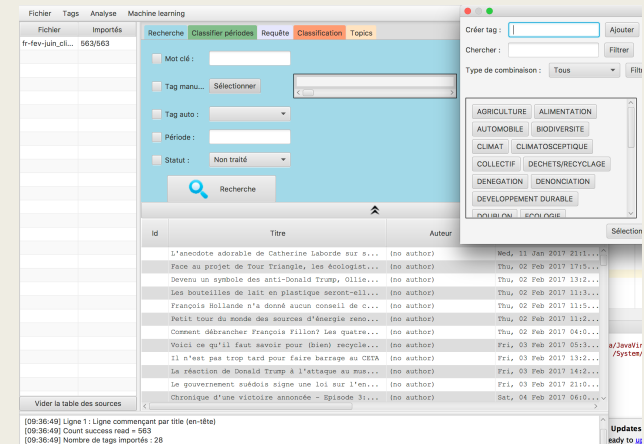 Fichier Tags Analyse Machine learning
Fichier Importés
fr-fev-juin_cli... 563/563
Recherche Classifier périodes Requête Classification Topics
Mot clé :
Tag manu... Sélectionner
Tag auto :
Période :
Statut : Non traité
Recherche
Id Titre Auteur
L'anecdote adorable de Catherine Laborde sur s... (no author) Wed, 11 Jan 2017 21:1...
Face au projet de Tour Triangle, les écologist... (no author) Thu, 02 Feb 2017 17:5...
Devenu un symbole des anti-Donald Trump, Ollie... (no author) Thu, 02 Feb 2017 13:2...
Les bouteilles de lait en plastique seront-ell... (no author) Thu, 02 Feb 2017 11:3...
François Hollande n'a donné aucun conseil de c... (no author) Thu, 02 Feb 2017 11:5...
Petit tour du monde des sources d'énergie reno... (no author) Thu, 02 Feb 2017 11:2...
Comment débrancher François Fillon? Les quatre... (no author) Thu, 02 Feb 2017 04:0...
Voici ce qu'il faut savoir pour (bien) recycle... (no author) Fri, 03 Feb 2017 05:3...
Il n'est pas trop tard pour faire barrage au CETA (no author) Fri, 03 Feb 2017 13:2...
La réaction de Donald Trump à l'attaque au mus... (no author) Fri, 03 Feb 2017 14:2...
Le gouvernement suédois signe une loi sur l'en... (no author) Fri, 03 Feb 2017 21:0...
Chronique d'une victoire annoncée - Episode 3:... (no author) Sat, 04 Feb 2017 06:0...
Vider la table des sources
[09:36:49] Ligne 1 : Ligne commençant par title (en-tête)
[09:36:49] Count success read = 563
[09:36:49] Nombre de tags importés : 28
Créer tag : Ajouter
Chercher : Filtrer
Type de combinaison : Tous Filtr
AGRICULTURE ALIMENTATION
AUTOMOBILE BIODIVERSITE
CLIMAT CLIMATOSCEPTIQUE
COLLECTIF DECHETS/RECYCLAGE
DENEGATION DENONCIATION
DEVELOPPEMENT DURABLE
DOUBLON ECOLOGIE
Sélection
a/JavaVir
/System/
Updates
eady to up